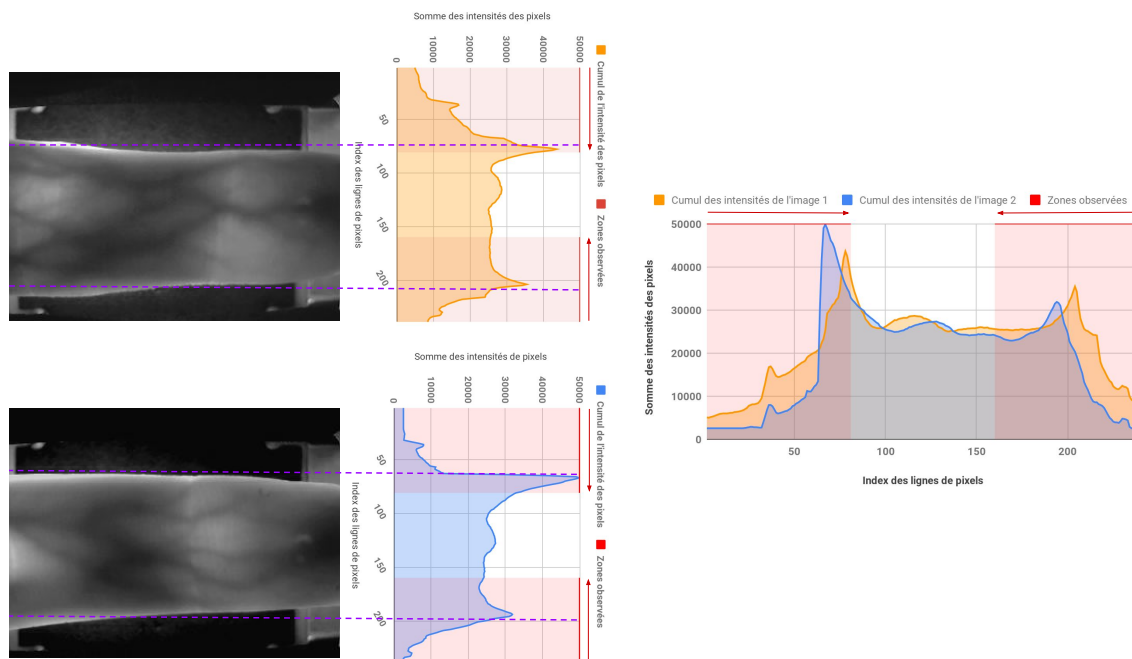 Somme des intensités des pixels
0
10000
20000
30000
40000
50000
50
100
150
200
Index des lignes de pixels
Cumul de l'intensité des pixels
Zones observées
Somme des intensités de pixels
0
10000
20000
30000
40000
50000
50
100
150
200
Index des lignes de pixels
Cumul de l'intensité des pixels
Zones observées
Cumul des intensités de l'image 1
Cumul des intensités de l'image 2
Zones observées
Somme des intensités des pixels
50000
40000
30000
20000
10000
0
50
100
150
200
Index des lignes de pixels